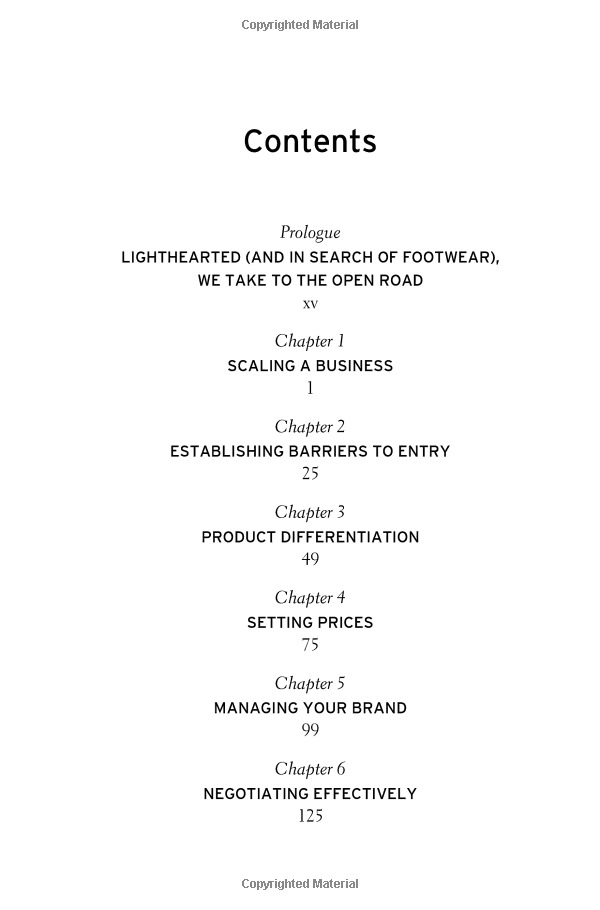 Copyrighted Material
Contents
Prologue
LIGHTHEARTED (AND IN SEARCH OF FOOTWEAR),
WE TAKE TO THE OPEN ROAD
xv
Chapter 1
SCALING A BUSINESS
1
Chapter 2
ESTABLISHING BARRIERS TO ENTRY
25
Chapter 3
PRODUCT DIFFERENTIATION
49
Chapter 4
SETTING PRICES
75
Chapter 5
MANAGING YOUR BRAND
99
Chapter 6
NEGOTIATING EFFECTIVELY
125
Copyrighted Material